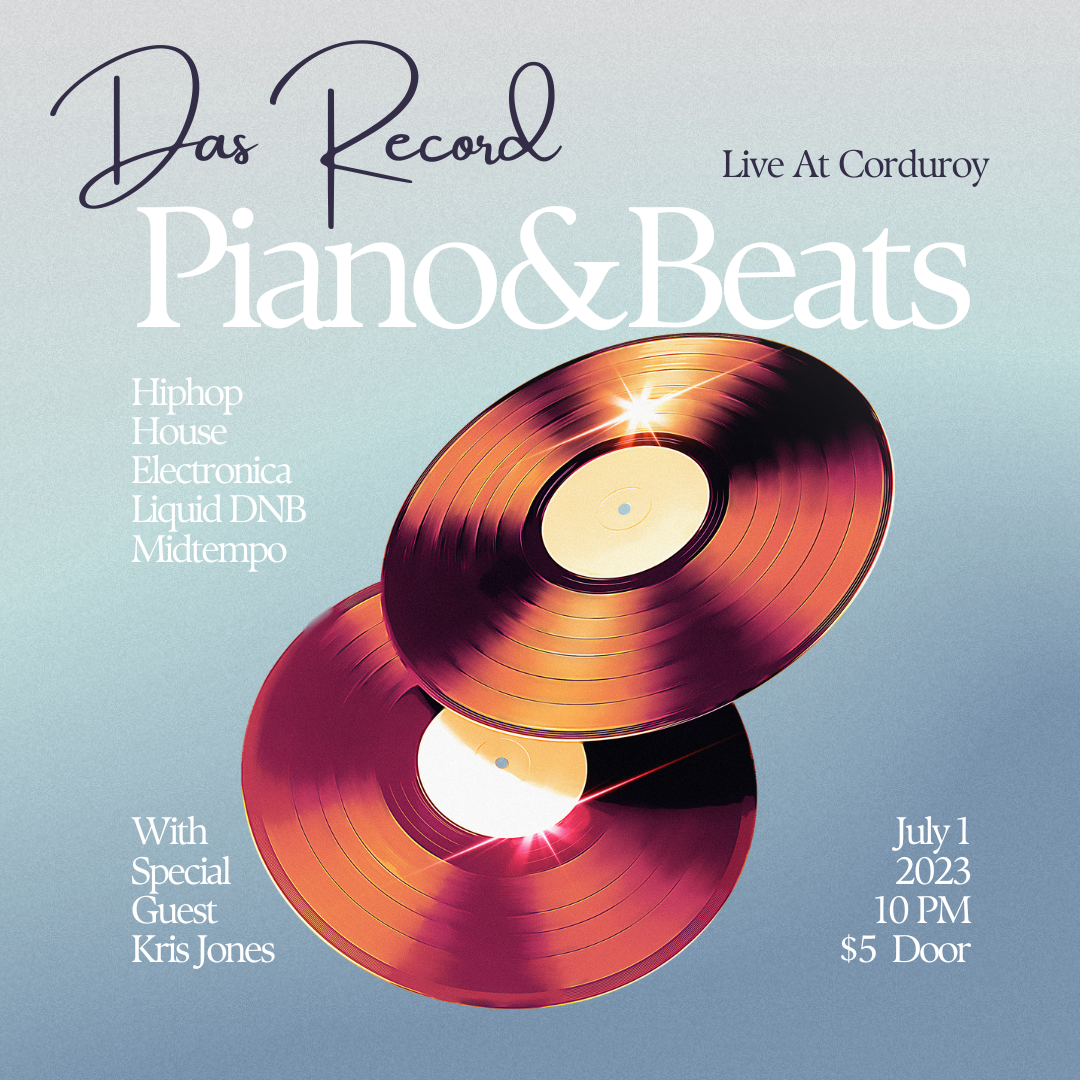 Das Record
Live At Corduroy
Piano&Beats
Hiphop
House
Electronica
Liquid DNB
Midtempo
With
Special
Guest
Kris Jones
July 1
2023
10 PM
$5 Door